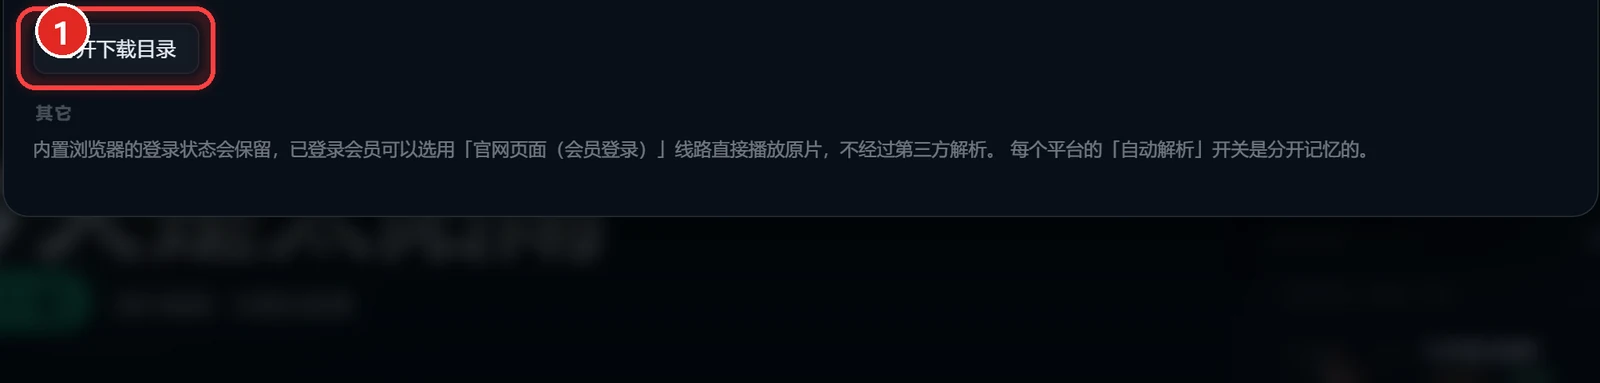 1
开下载目录
其它
内置浏览器的登录状态会保留，已登录会员可以选用「官网页面（会员登录）」线路直接播放原片，不经过第三方解析。 每个平台的「自动解析」开关是分开记忆的。